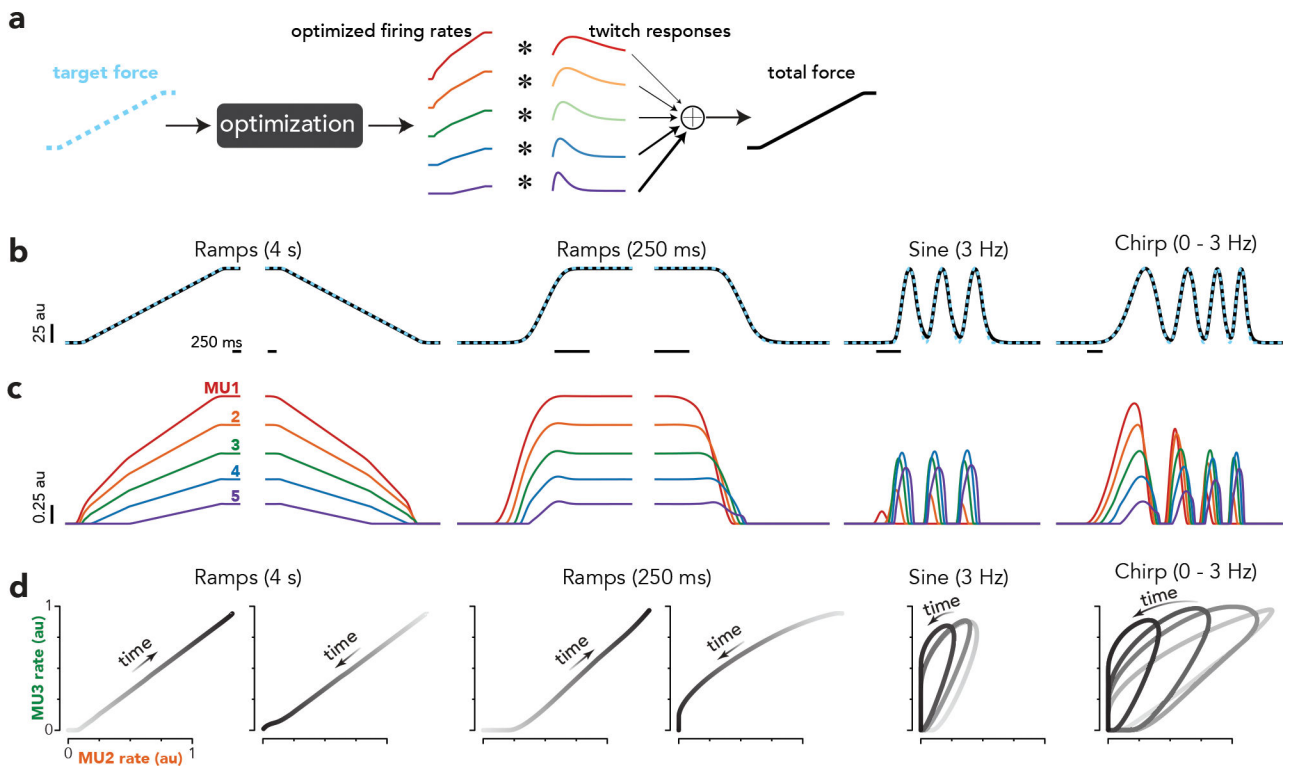 a
optimized firing rates
twitch responses
target force
total force
optimization
*
*
*
*
*
b
Ramps (4 s)
Ramps (250 ms)
Sine (3 Hz)
Chirp (0 - 3 Hz)
25 au
250 ms
c
MU1
2
3
4
5
0.25 au
d
Ramps (4 s)
Ramps (250 ms)
Sine (3 Hz)
Chirp (0 - 3 Hz)
MU3 rate (au)
1
0
time
time
time
time
time
time
0
1
MU2 rate (au)